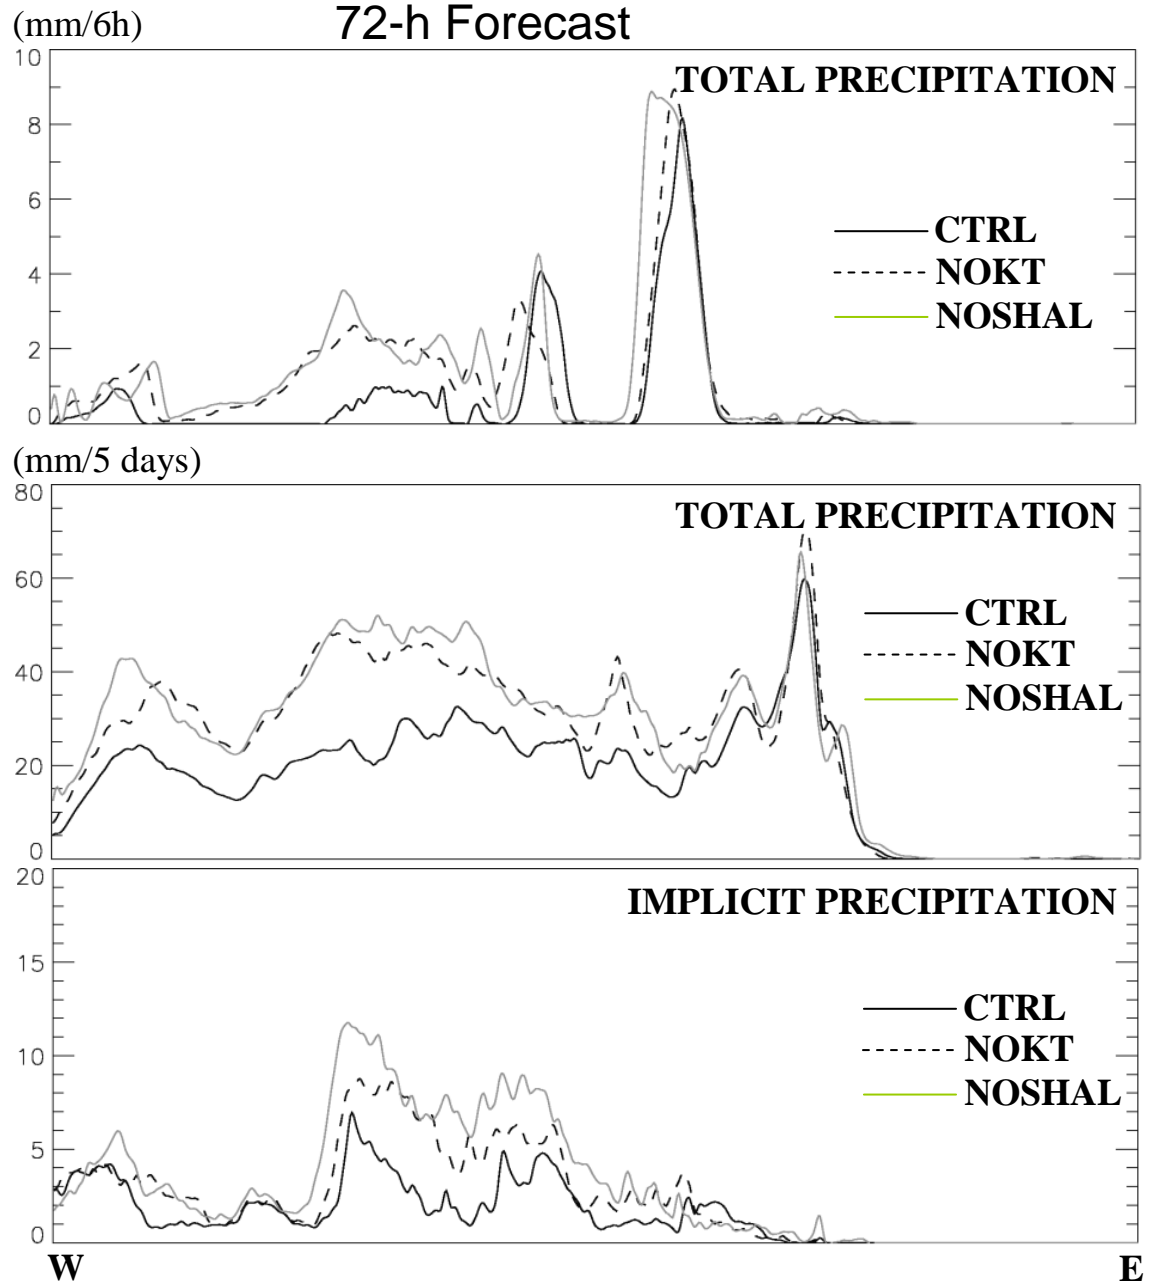 (mm/6h) 72-h Forecast
10
TOTAL PRECIPITATION
8
6
CTRL
4
NOKT
NOSHAL
2
0
(mm/5 days)
80
TOTAL PRECIPITATION
60
CTRL
NOKT
40
NOSHAL
20
0
20
IMPLICIT PRECIPITATION
15
CTRL
10
NOKT
NOSHAL
5
0
W E